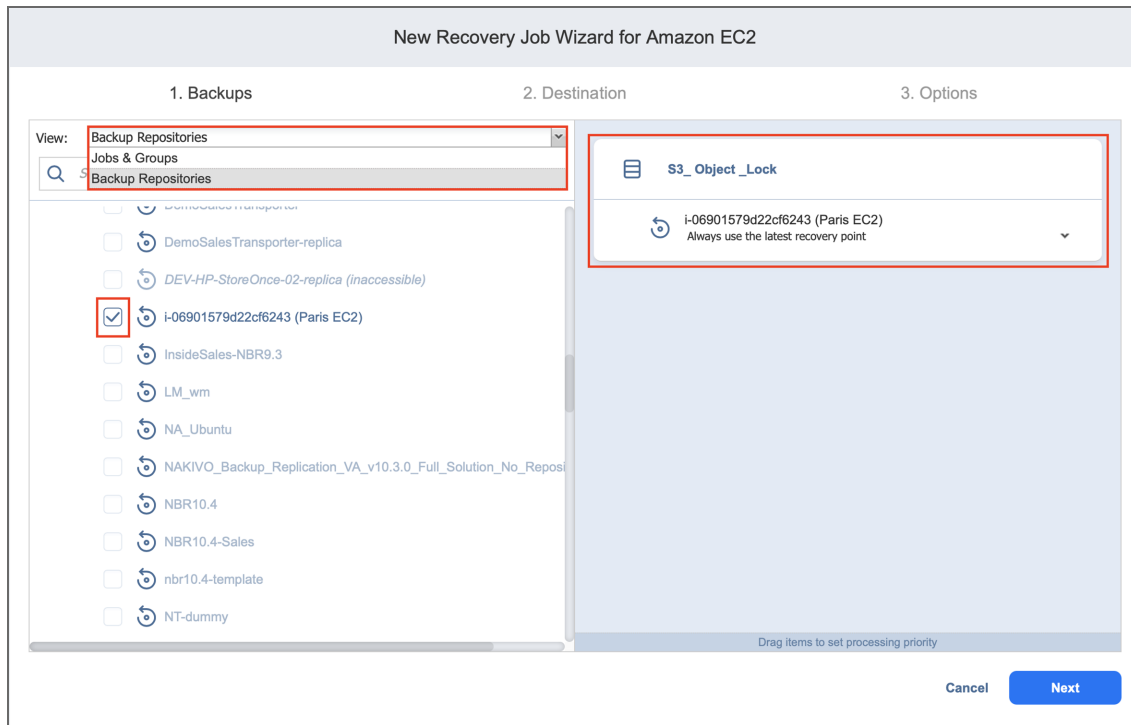 New Recovery Job Wizard for Amazon EC2
1. Backups
2. Destination
3. Options
View:
Backup Repositories
Jobs & Groups
S
Backup Repositories
DemoSalesTransporter
DemoSalesTransporter-replica
DEV-HP-StoreOnce-02-replica (inaccessible)
i-06901579d22cf6243 (Paris EC2)
InsideSales-NBR9.3
LM_wm
NA_Ubuntu
NAKIVO_Backup_Replication_VA_v10.3.0_Full_Solution_No_Reposi
NBR10.4
NBR10.4-Sales
nbr10.4-template
NT-dummy
S3_ Object _Lock
i-06901579d22cf6243 (Paris EC2)
Always use the latest recovery point
Drag items to set processing priority
Cancel
Next